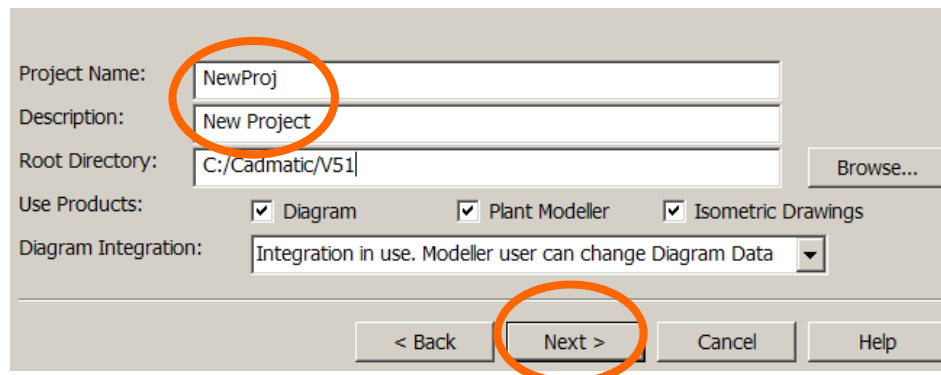 Project Name: NewProj
Description: New Project
Root Directory: C:/Cadmatic/V51 Browse...
Use Products: Diagram Plant Modeller Isometric Drawings
Diagram Integration: Integration in use. Modeller user can change Diagram Data
< Back Next > Cancel Help